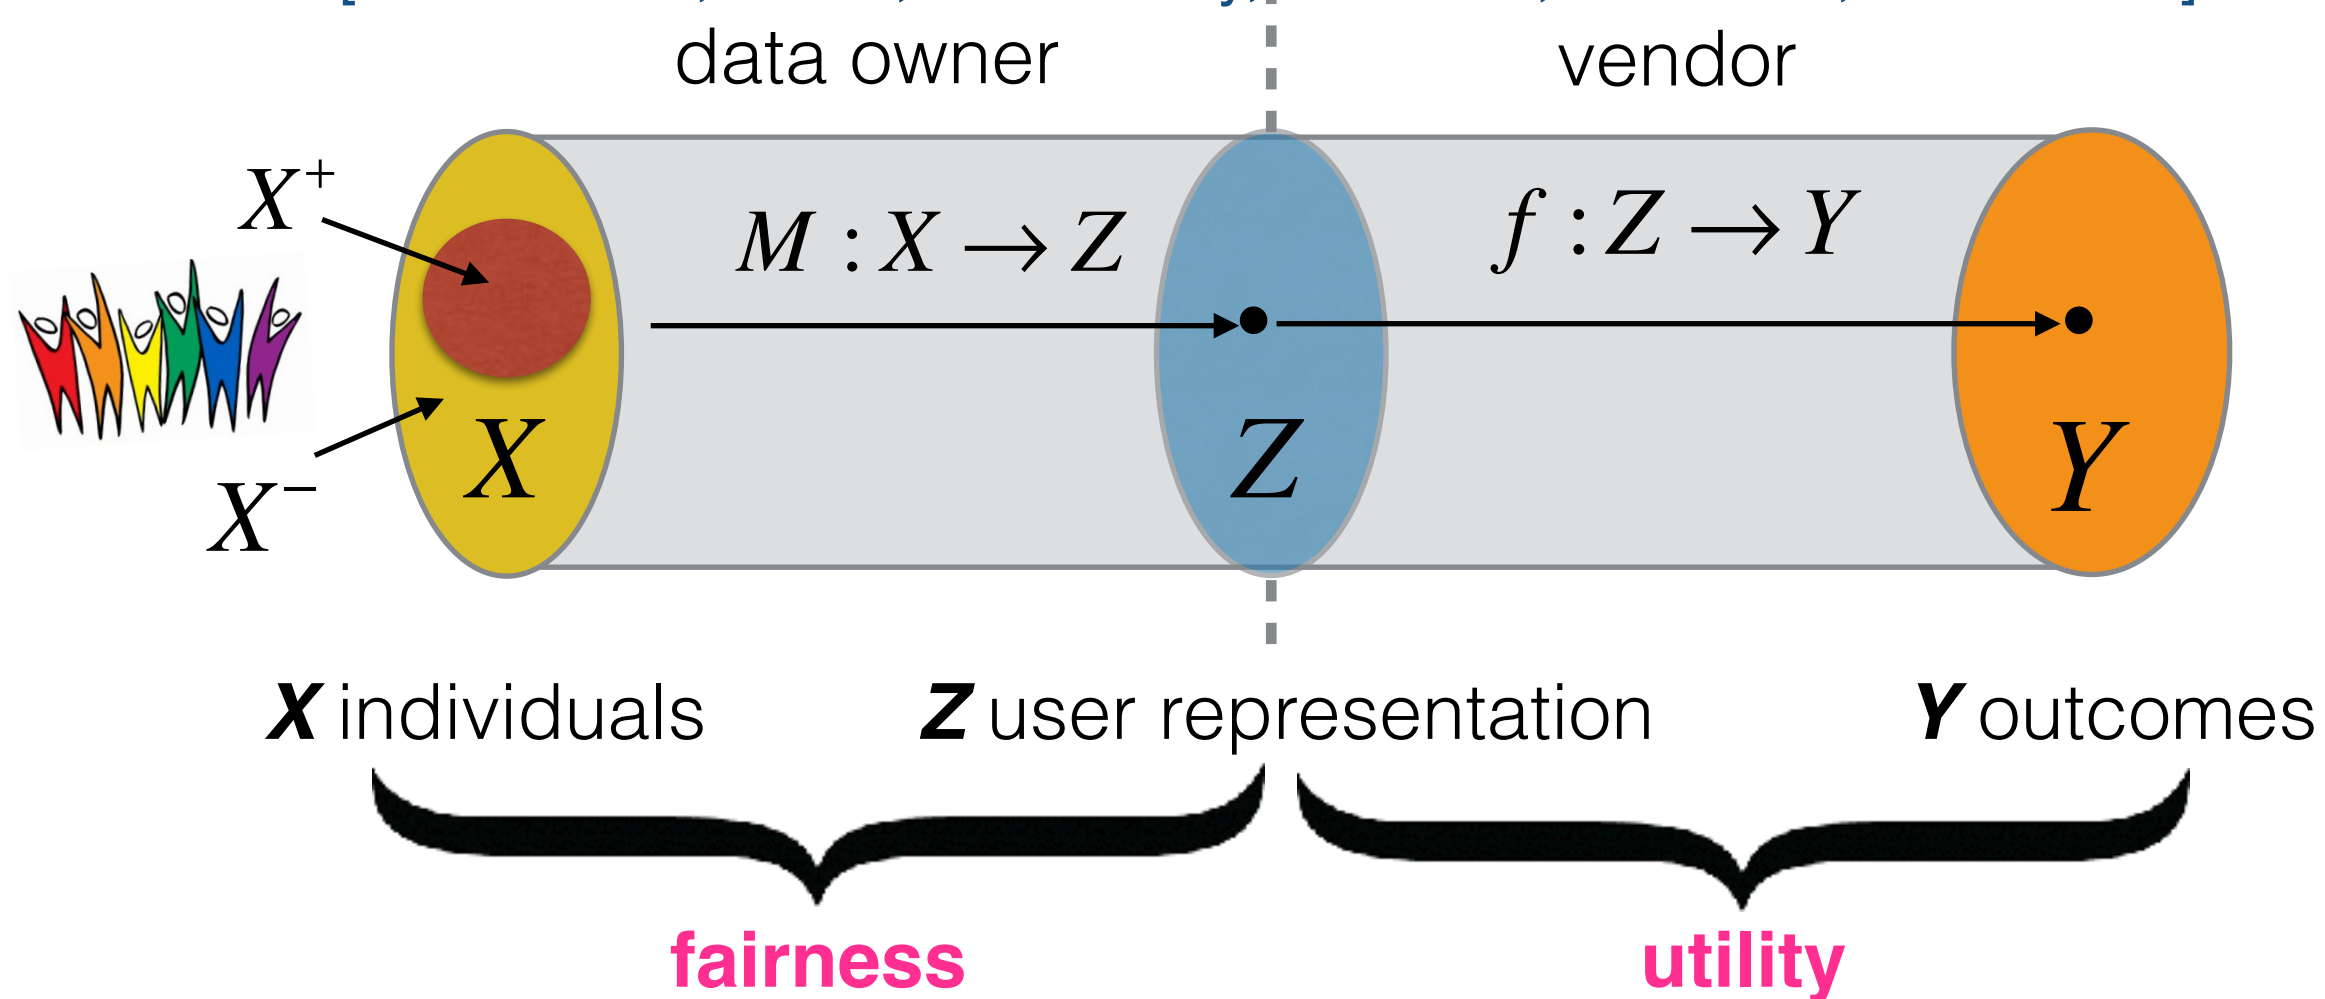 data owner vendor
X⁺
M : X → Z f : Z → Y
X Z Y
X⁻
X individuals Z user representation Y outcomes
fairness utility